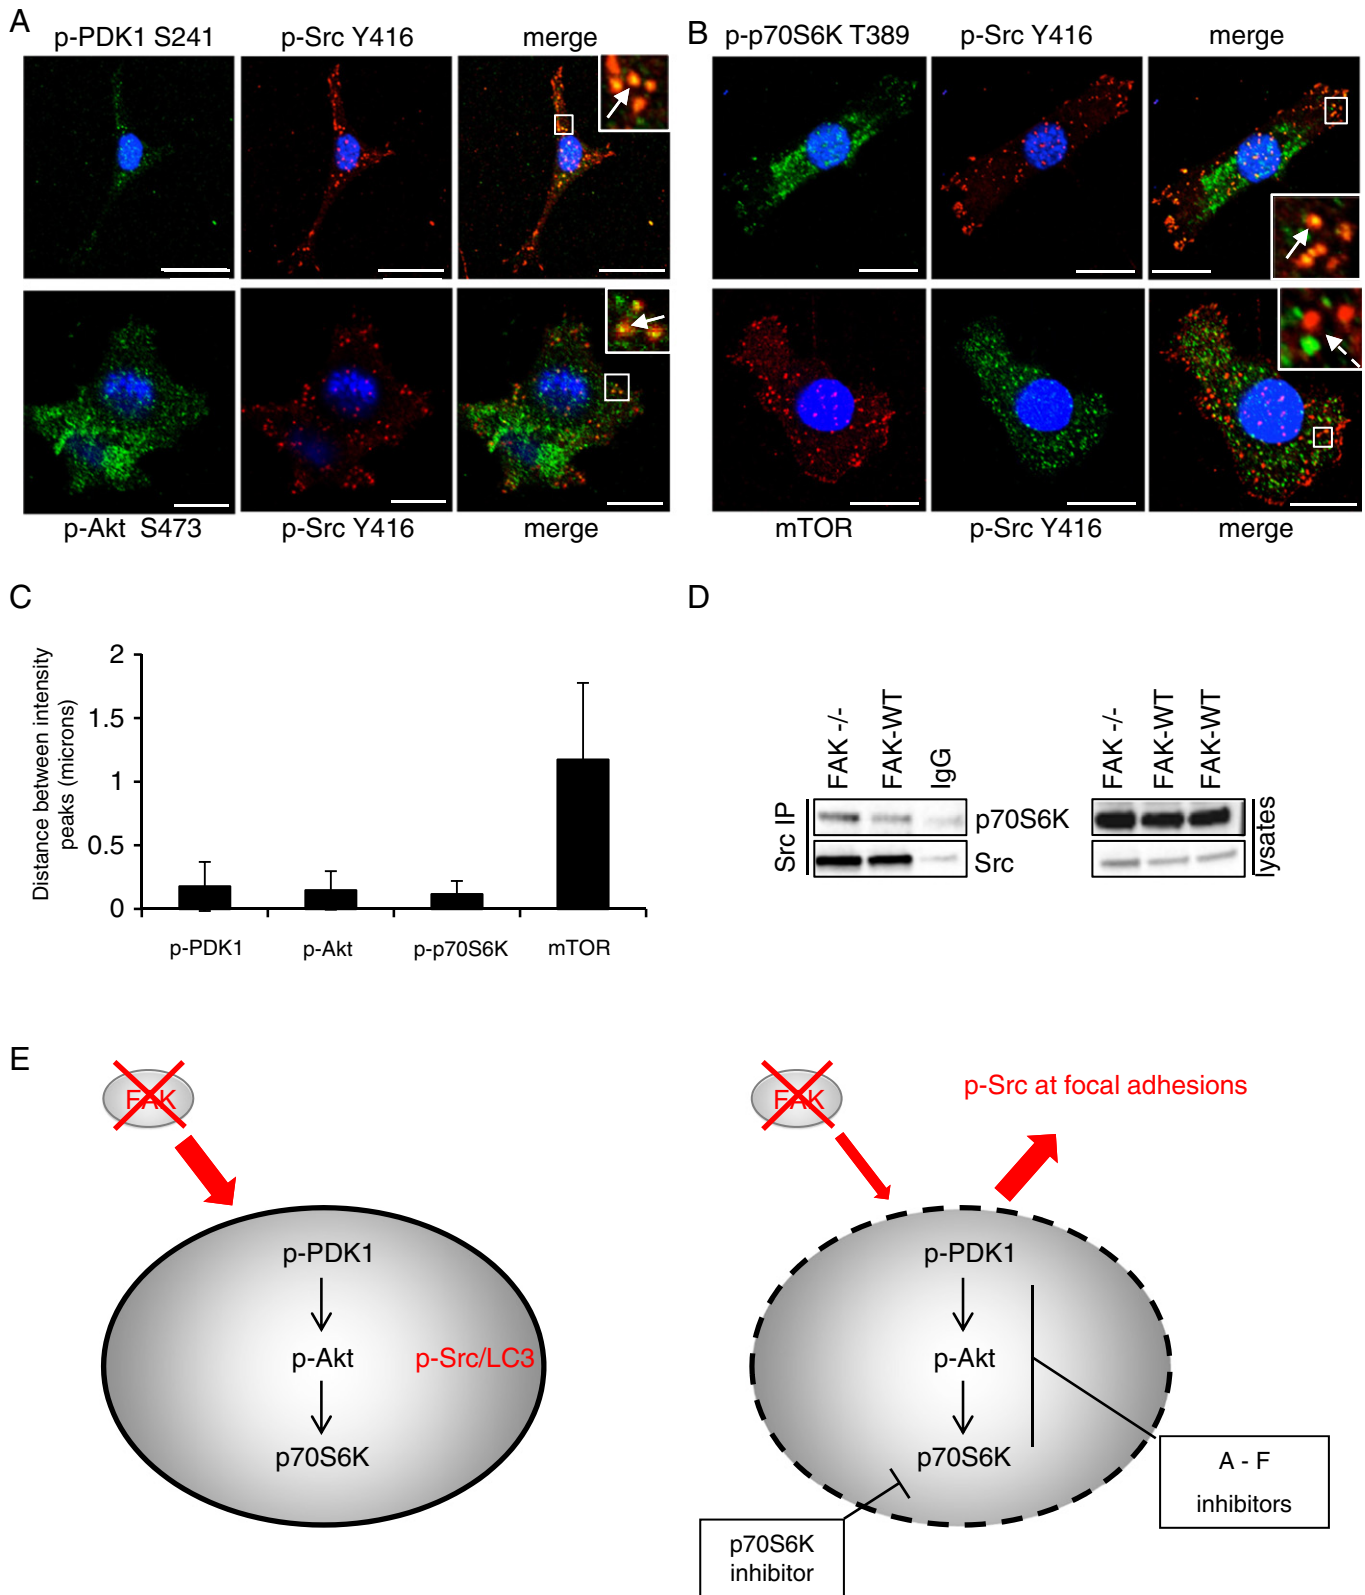 A
p-PDK1 S241
p-Src Y416
merge
p-Akt S473
p-Src Y416
merge
B
p-p70S6K T389
p-Src Y416
merge
mTOR
p-Src Y416
merge
C
Distance between intensity
peaks (microns)
2
1.5
1
0.5
0
p-PDK1
p-Akt
p-p70S6K
mTOR
D
FAK -/-
FAK-WT
IgG
Src IP
p70S6K
Src
FAK -/-
FAK-WT
FAK-WT
lysates
E
FAK
p-PDK1
p-Akt
p-Src/LC3
p70S6K
FAK
p-Src at focal adhesions
p-PDK1
p-Akt
p70S6K
A - F
inhibitors
p70S6K
inhibitor